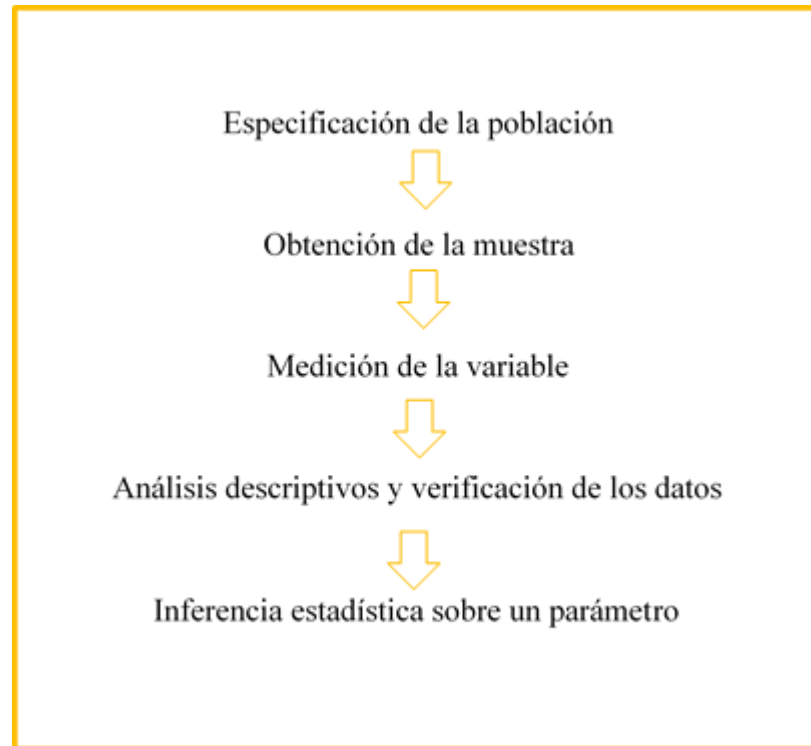 Especificación de la población
Obtención de la muestra
Medición de la variable
Análisis descriptivos y verificación de los datos
Inferencia estadística sobre un parámetro